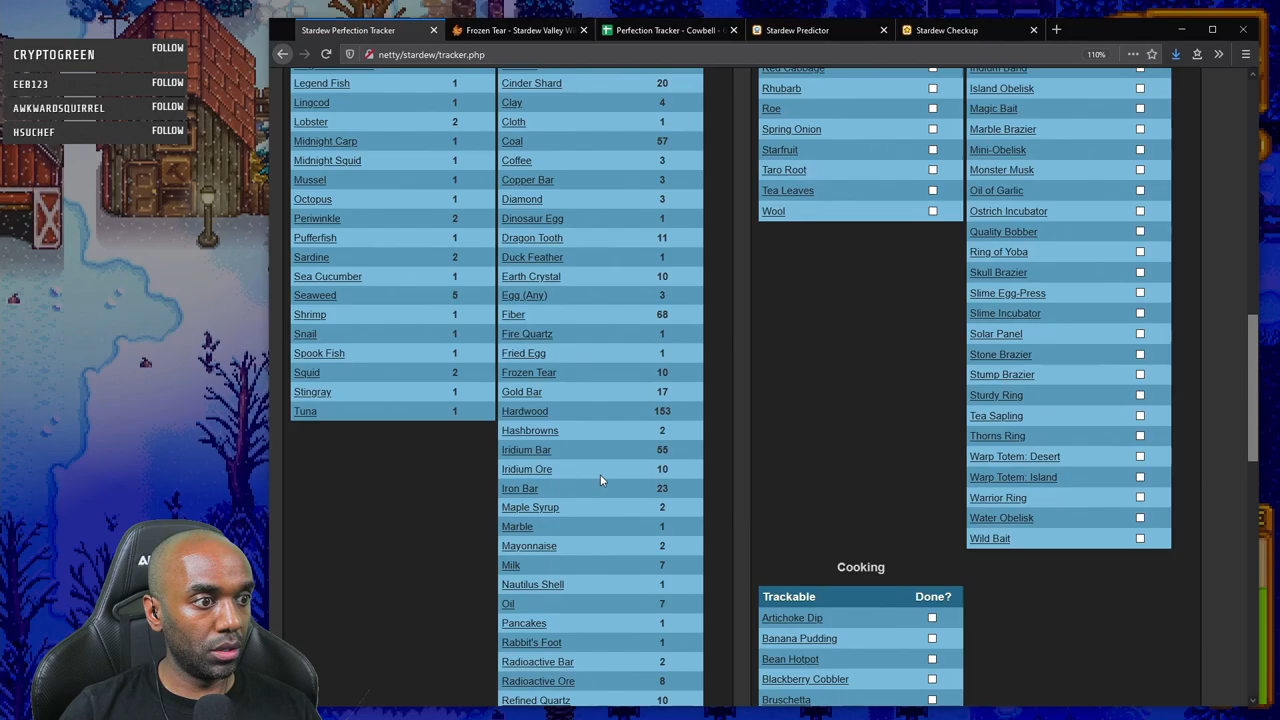 CRYPTOGREEN FOLLOW
EEB123 FOLLOW
AWKWARDSQUIRREL FOLLOW
HSUCHEF FOLLOW
Stardew Perfection Tracker
Frozen Tear - Stardew Valley Wi
Perfection Tracker - Cowbell -
Stardew Predictor
Stardew Checkup
netty/stardew/tracker.php
110%
Legend Fish 1
Lingcod 1
Lobster 2
Midnight Carp 1
Midnight Squid 1
Mussel 1
Octopus 1
Periwinkle 2
Pufferfish 1
Sardine 2
Sea Cucumber 1
Seaweed 5
Shrimp 1
Snail 1
Spook Fish 1
Squid 2
Stingray 1
Tuna 1
Cinder Shard 20
Clay 4
Cloth 1
Coal 57
Coffee 3
Copper Bar 3
Diamond 3
Dinosaur Egg 1
Dragon Tooth 11
Duck Feather 1
Earth Crystal 10
Egg (Any) 3
Fiber 68
Fire Quartz 1
Fried Egg 1
Frozen Tear 10
Gold Bar 17
Hardwood 153
Hashbrowns 2
Iridium Bar 55
Iridium Ore 10
Iron Bar 23
Maple Syrup 2
Marble 1
Mayonnaise 2
Milk 7
Nautilus Shell 1
Oil 7
Pancakes 1
Rabbit's Foot 1
Radioactive Bar 2
Radioactive Ore 8
Refined Quartz 10
Red Cabbage
Rhubarb
Roe
Spring Onion
Starfruit
Taro Root
Tea Leaves
Wool
Iridium Band
Island Obelisk
Magic Bait
Marble Brazier
Mini-Obelisk
Monster Musk
Oil of Garlic
Ostrich Incubator
Quality Bobber
Ring of Yoba
Skull Brazier
Slime Egg-Press
Slime Incubator
Solar Panel
Stone Brazier
Stump Brazier
Sturdy Ring
Tea Sapling
Thorns Ring
Warp Totem: Desert
Warp Totem: Island
Warrior Ring
Water Obelisk
Wild Bait
Cooking
Trackable Done?
Artichoke Dip
Banana Pudding
Bean Hotpot
Blackberry Cobbler
Bruschetta